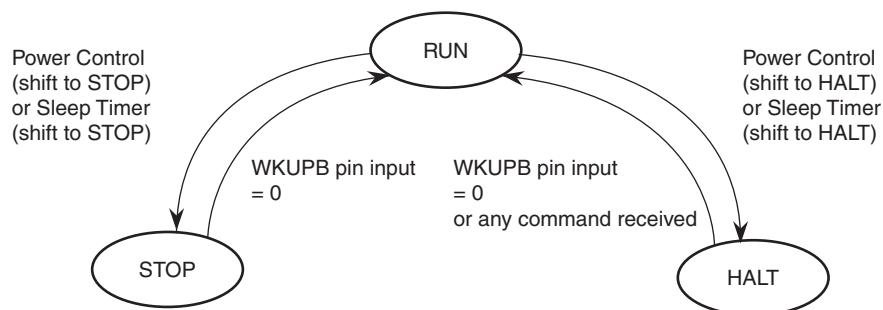 RUN
Power Control
(shift to STOP)
or Sleep Timer
(shift to STOP)
Power Control
(shift to HALT)
or Sleep Timer
(shift to HALT)
WKUPB pin input
= 0
WKUPB pin input
= 0
or any command received
STOP
HALT